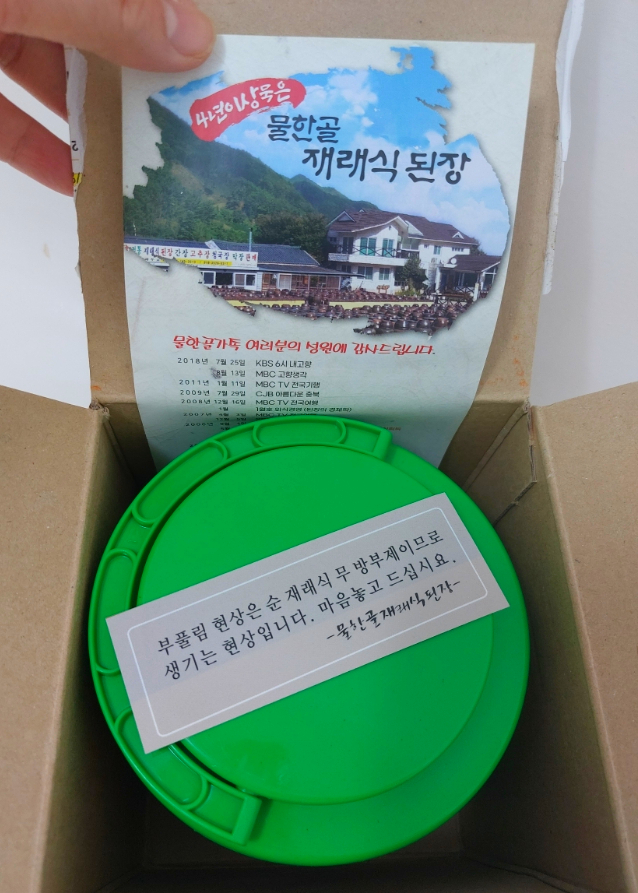 4년이상묵은
물한골
재래식 된장
물한골가족 여러분의 성원에 감사드립니다.
2018년 7월 25일 KBS 6시 내고향
8월 13일 MBC 고향생각
2011년 1월 11일 MBC TV 전국기행
2009년 7월 29일 CJB 아름다운 충북
2008년 12월 16일 MBC TV 전국여행
부풀림 현상은 순 재래식 무 방부제이므로
생기는 현상입니다. 마음놓고 드십시요.
-물한골재래식된장-